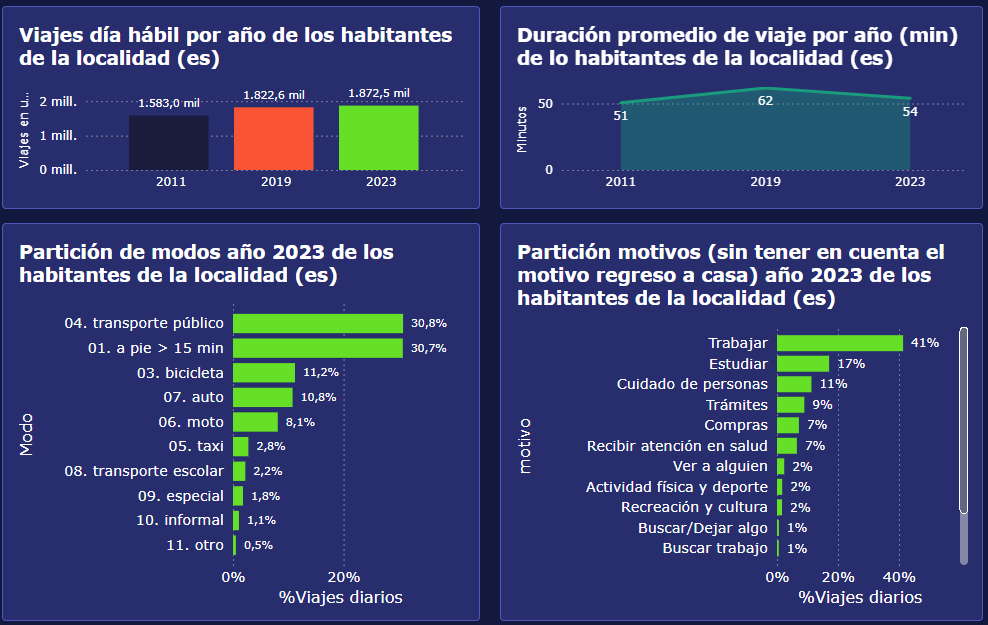 Viajes día hábil por año de los habitantes
de la localidad (es)
Viajes en u...
2 mill.
1 mill.
0 mill.
1.583,0 mil
1.822,6 mil
1.872,5 mil
2011
2019
2023
Duración promedio de viaje por año (min)
de lo habitantes de la localidad (es)
Minutos
50
0
51
62
54
2011
2019
2023
Partición de modos año 2023 de los
habitantes de la localidad (es)
Modo
04. transporte público 30,8%
01. a pie > 15 min 30,7%
03. bicicleta 11,2%
07. auto 10,8%
06. moto 8,1%
05. taxi 2,8%
08. transporte escolar 2,2%
09. especial 1,8%
10. informal 1,1%
11. otro 0,5%
0% 20%
%Viajes diarios
Partición motivos (sin tener en cuenta el
motivo regreso a casa) año 2023 de los
habitantes de la localidad (es)
motivo
Trabajar 41%
Estudiar 17%
Cuidado de personas 11%
Trámites 9%
Compras 7%
Recibir atención en salud 7%
Ver a alguien 2%
Actividad física y deporte 2%
Recreación y cultura 2%
Buscar/Dejar algo 1%
Buscar trabajo 1%
0% 20% 40%
%Viajes diarios